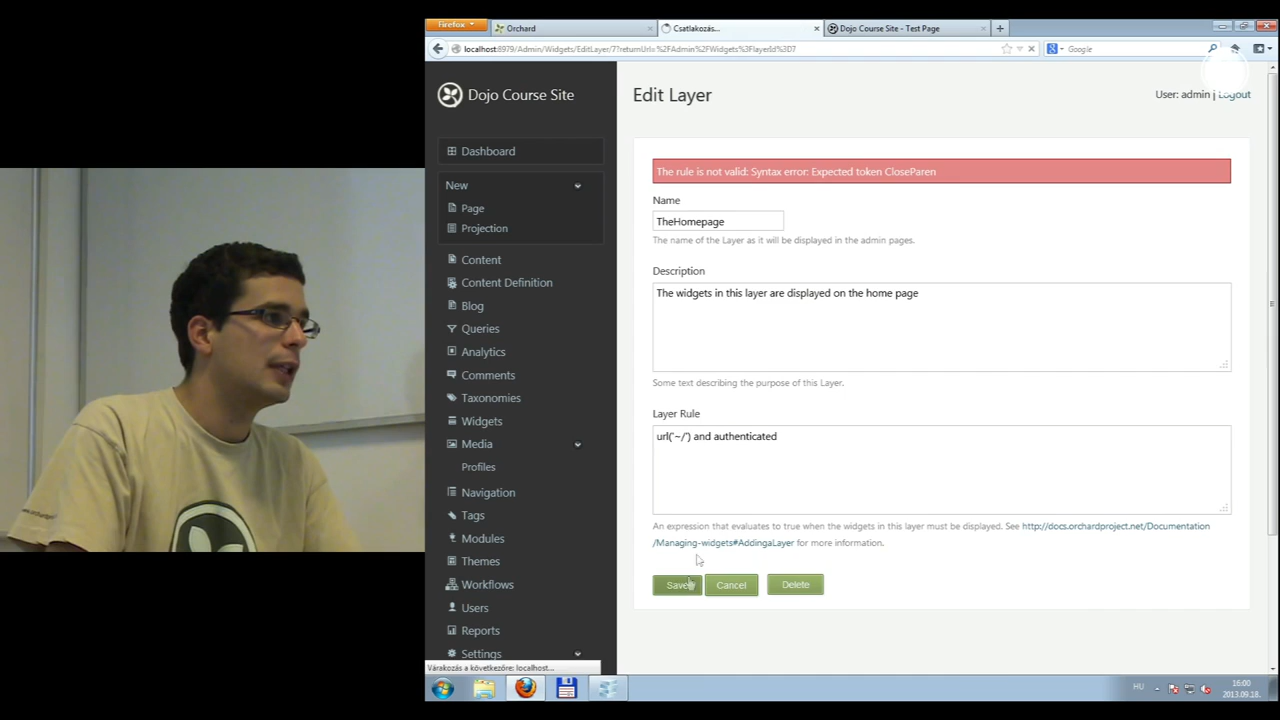 Firefox
Orchard
Csatlakozás...
Dojo Course Site - Test Page
localhost:8979/Admin/Widgets/EditLayer/7?returnUrl=%2FAdmin%2FWidgets%3FlayerId%3D7
Google
Dojo Course Site
Edit Layer
User: admin | Logout
Dashboard
New
Page
Projection
Content
Content Definition
Blog
Queries
Analytics
Comments
Taxonomies
Widgets
Media
Profiles
Navigation
Tags
Modules
Themes
Workflows
Users
Reports
Settings
The rule is not valid: Syntax error: Expected token CloseParen
Name
TheHomepage
The name of the Layer as it will be displayed in the admin pages.
Description
The widgets in this layer are displayed on the home page
Some text describing the purpose of this Layer.
Layer Rule
url('~/') and authenticated
An expression that evaluates to true when the widgets in this layer must be displayed. See http://docs.orchardproject.net/Documentation
/Managing-widgets#AddingaLayer for more information.
Save
Cancel
Delete
Várakozás a következőre: localhost...
HU
16:00
2013.09.18.